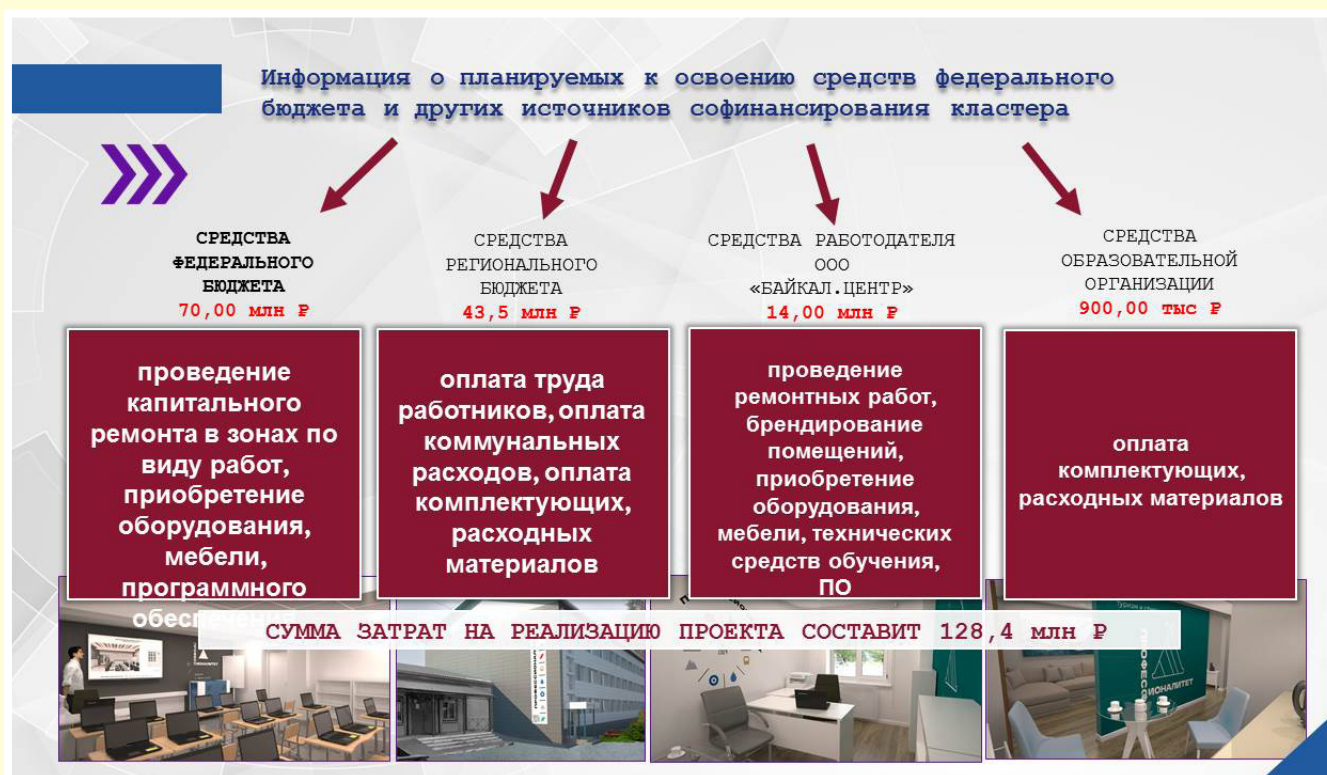 Информация о планируемых к освоению средств федерального
бюджета и других источников софинансирования кластера
СРЕДСТВА
ФЕДЕРАЛЬНОГО
БЮДЖЕТА
70,00 млн ₽
проведение
капитального
ремонта в зонах по
виду работ,
приобретение
оборудования,
мебели,
программного
обеспечения
СРЕДСТВА
РЕГИОНАЛЬНОГО
БЮДЖЕТА
43,5 млн ₽
оплата труда
работников, оплата
коммунальных
расходов, оплата
комплектующих,
расходных
материалов
СРЕДСТВА РАБОТОДАТЕЛЯ
ООО
«БАЙКАЛ.ЦЕНТР»
14,00 млн ₽
проведение
ремонтных работ,
брендирование
помещений,
приобретение
оборудования,
мебели, технических
средств обучения,
ПО
СРЕДСТВА
ОБРАЗОВАТЕЛЬНОЙ
ОРГАНИЗАЦИИ
900,00 тыс ₽
оплата
комплектующих,
расходных материалов
СУММА ЗАТРАТ НА РЕАЛИЗАЦИЮ ПРОЕКТА СОСТАВИТ 128,4 млн ₽